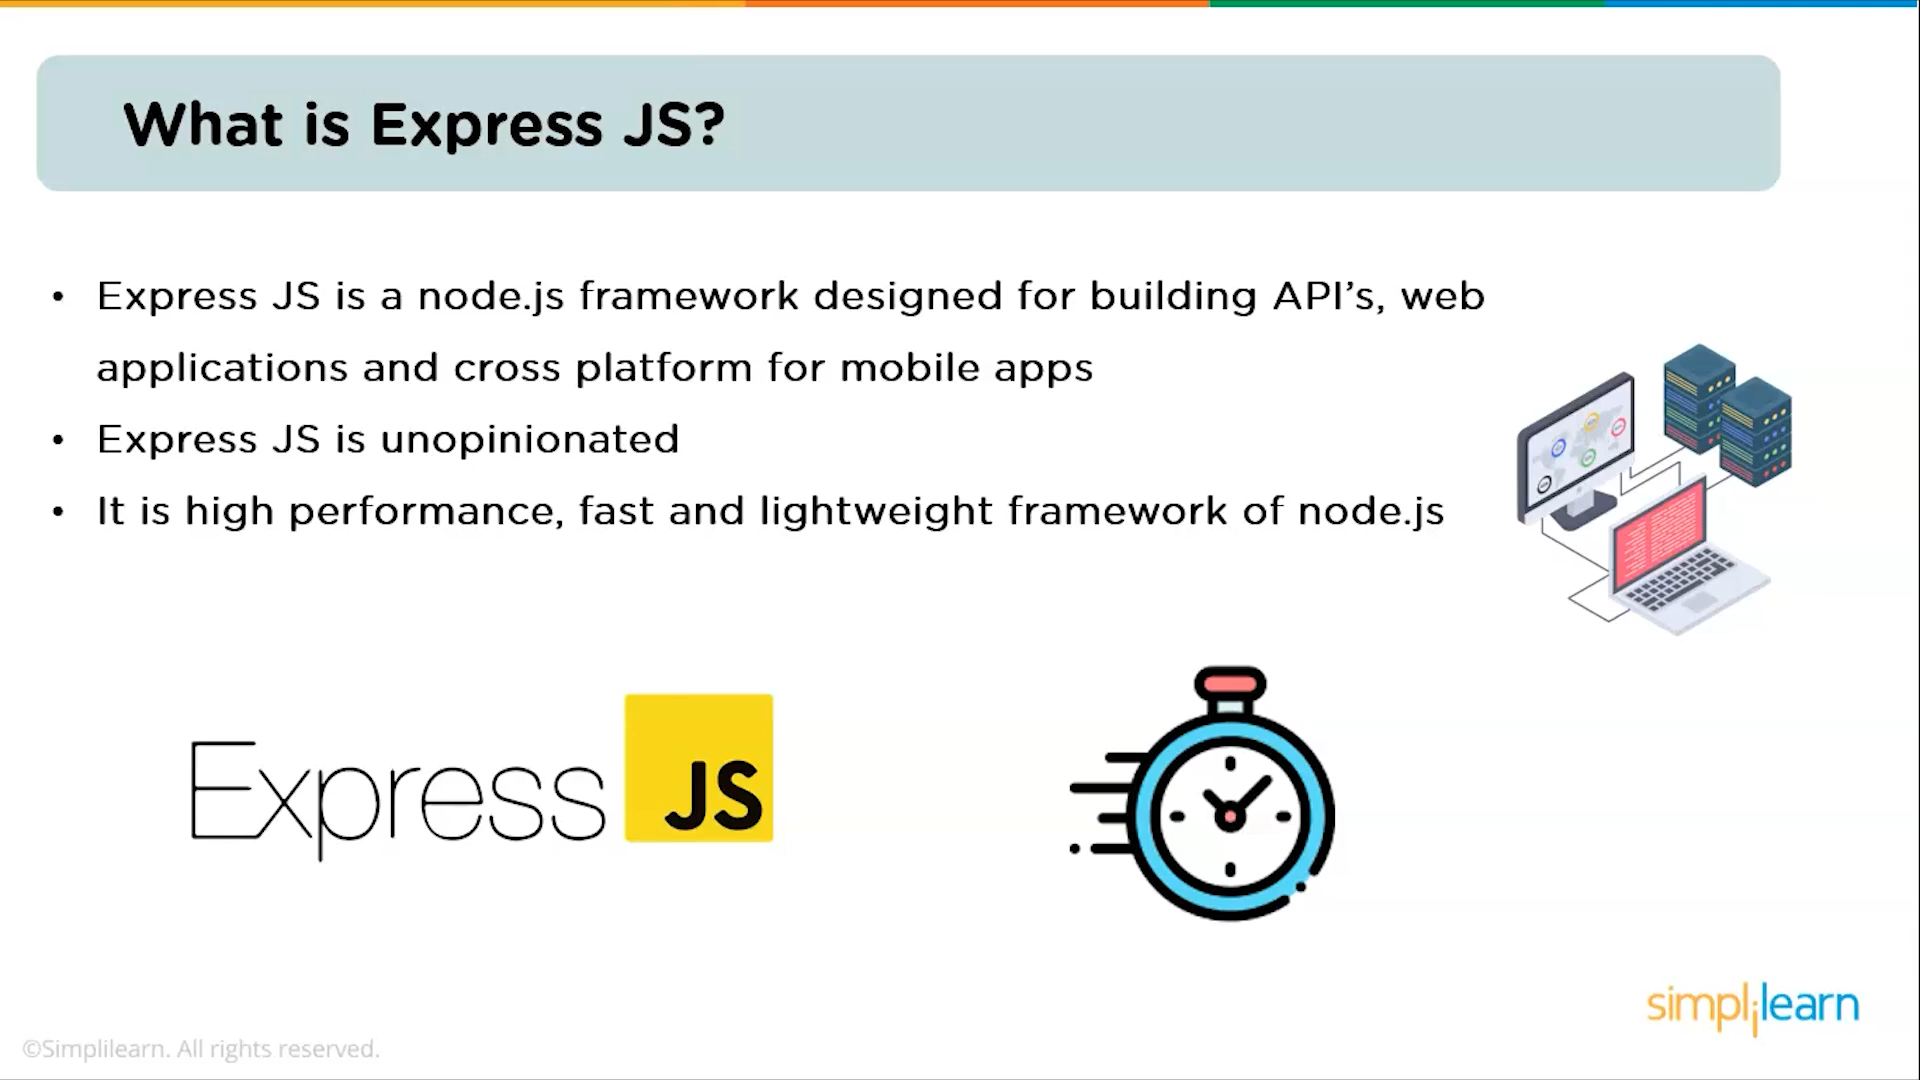 What is Express JS?
• Express JS is a node.js framework designed for building API’s, web
applications and cross platform for mobile apps
• Express JS is unopinionated
• It is high performance, fast and lightweight framework of node.js
Express JS
simplilearn
©Simplilearn. All rights reserved.